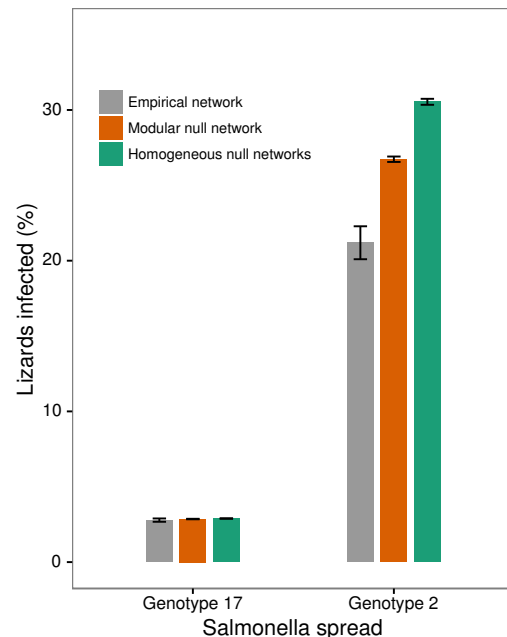 Empirical network
Modular null network
Homogeneous null networks
30
20
10
0
Lizards infected (%)
Genotype 17
Genotype 2
Salmonella spread